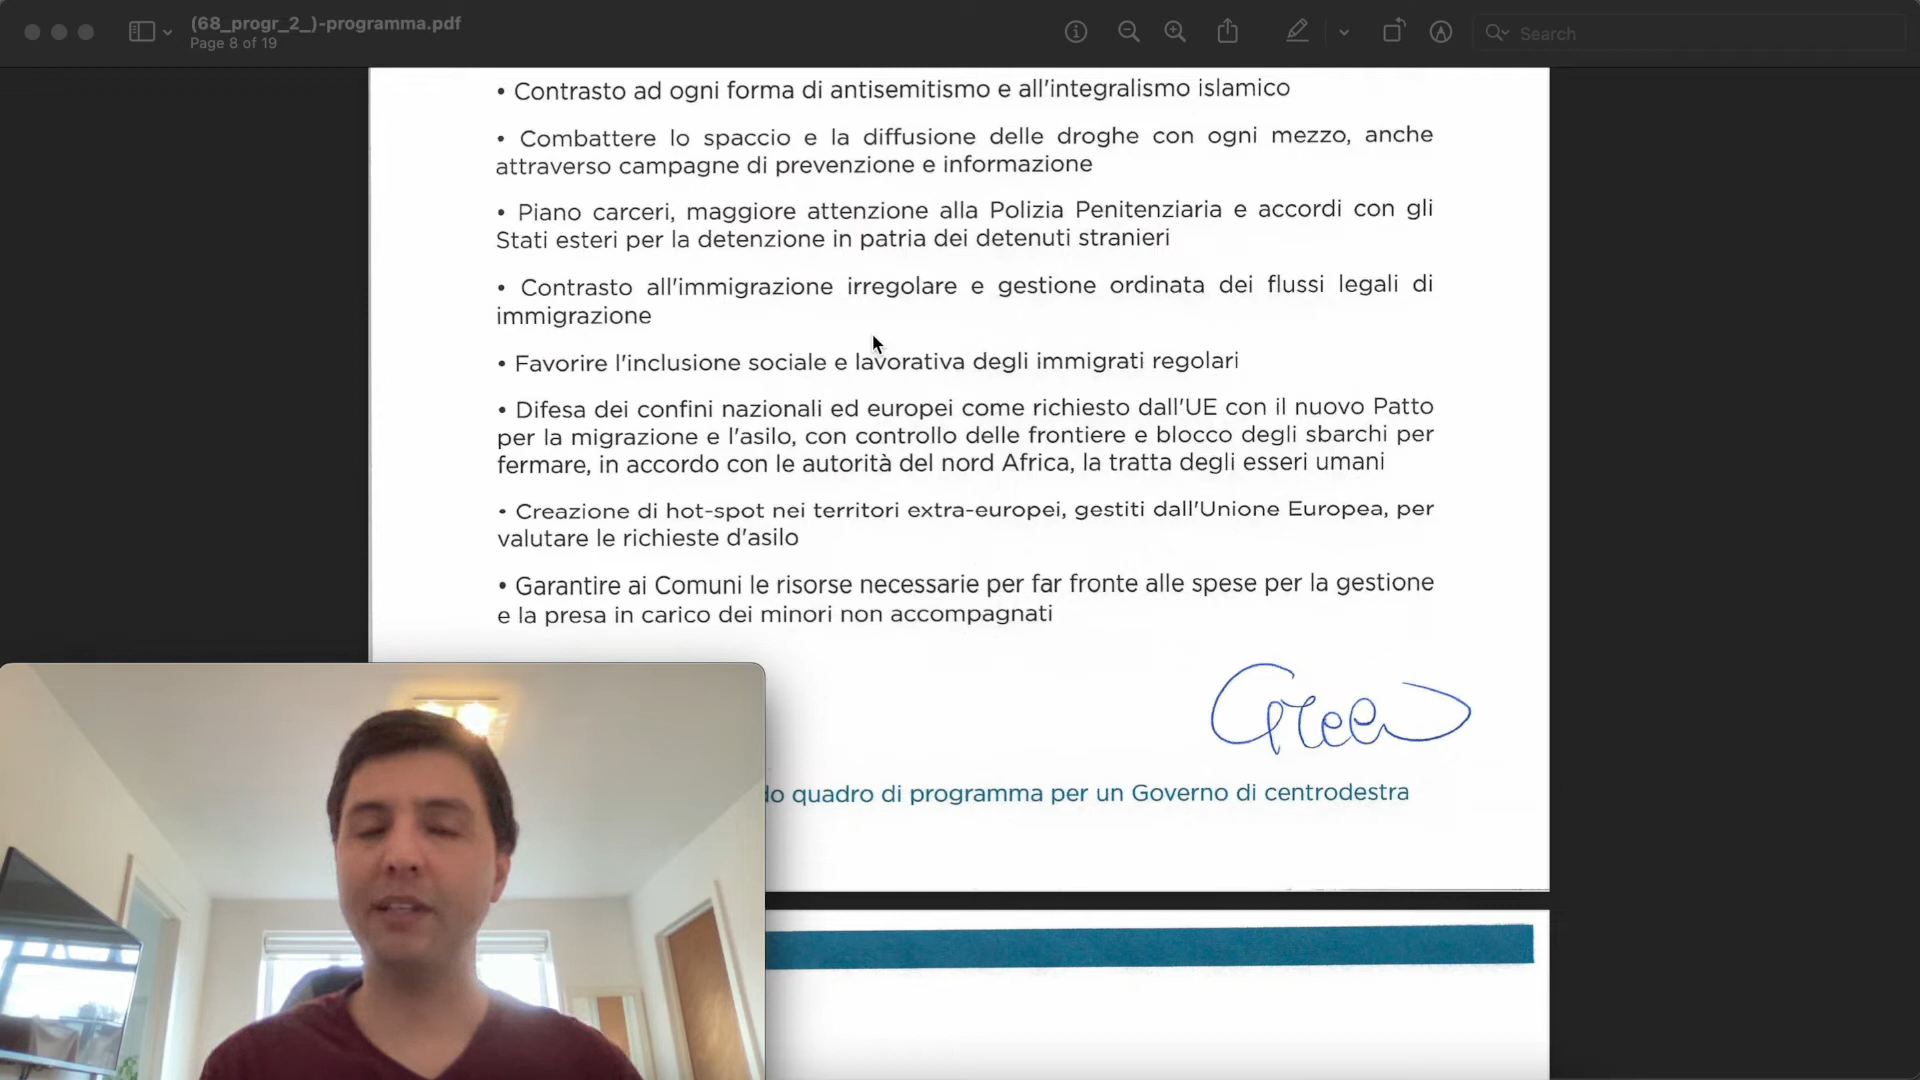 (68_progr_2_)-programma.pdf
Page 8 of 19
Search
• Contrasto ad ogni forma di antisemitismo e all'integralismo islamico
• Combattere lo spaccio e la diffusione delle droghe con ogni mezzo, anche
attraverso campagne di prevenzione e informazione
• Piano carceri, maggiore attenzione alla Polizia Penitenziaria e accordi con gli
Stati esteri per la detenzione in patria dei detenuti stranieri
• Contrasto all'immigrazione irregolare e gestione ordinata dei flussi legali di
immigrazione
• Favorire l'inclusione sociale e lavorativa degli immigrati regolari
• Difesa dei confini nazionali ed europei come richiesto dall'UE con il nuovo Patto
per la migrazione e l'asilo, con controllo delle frontiere e blocco degli sbarchi per
fermare, in accordo con le autorità del nord Africa, la tratta degli esseri umani
• Creazione di hot-spot nei territori extra-europei, gestiti dall'Unione Europea, per
valutare le richieste d'asilo
• Garantire ai Comuni le risorse necessarie per far fronte alle spese per la gestione
e la presa in carico dei minori non accompagnati
do quadro di programma per un Governo di centrodestra